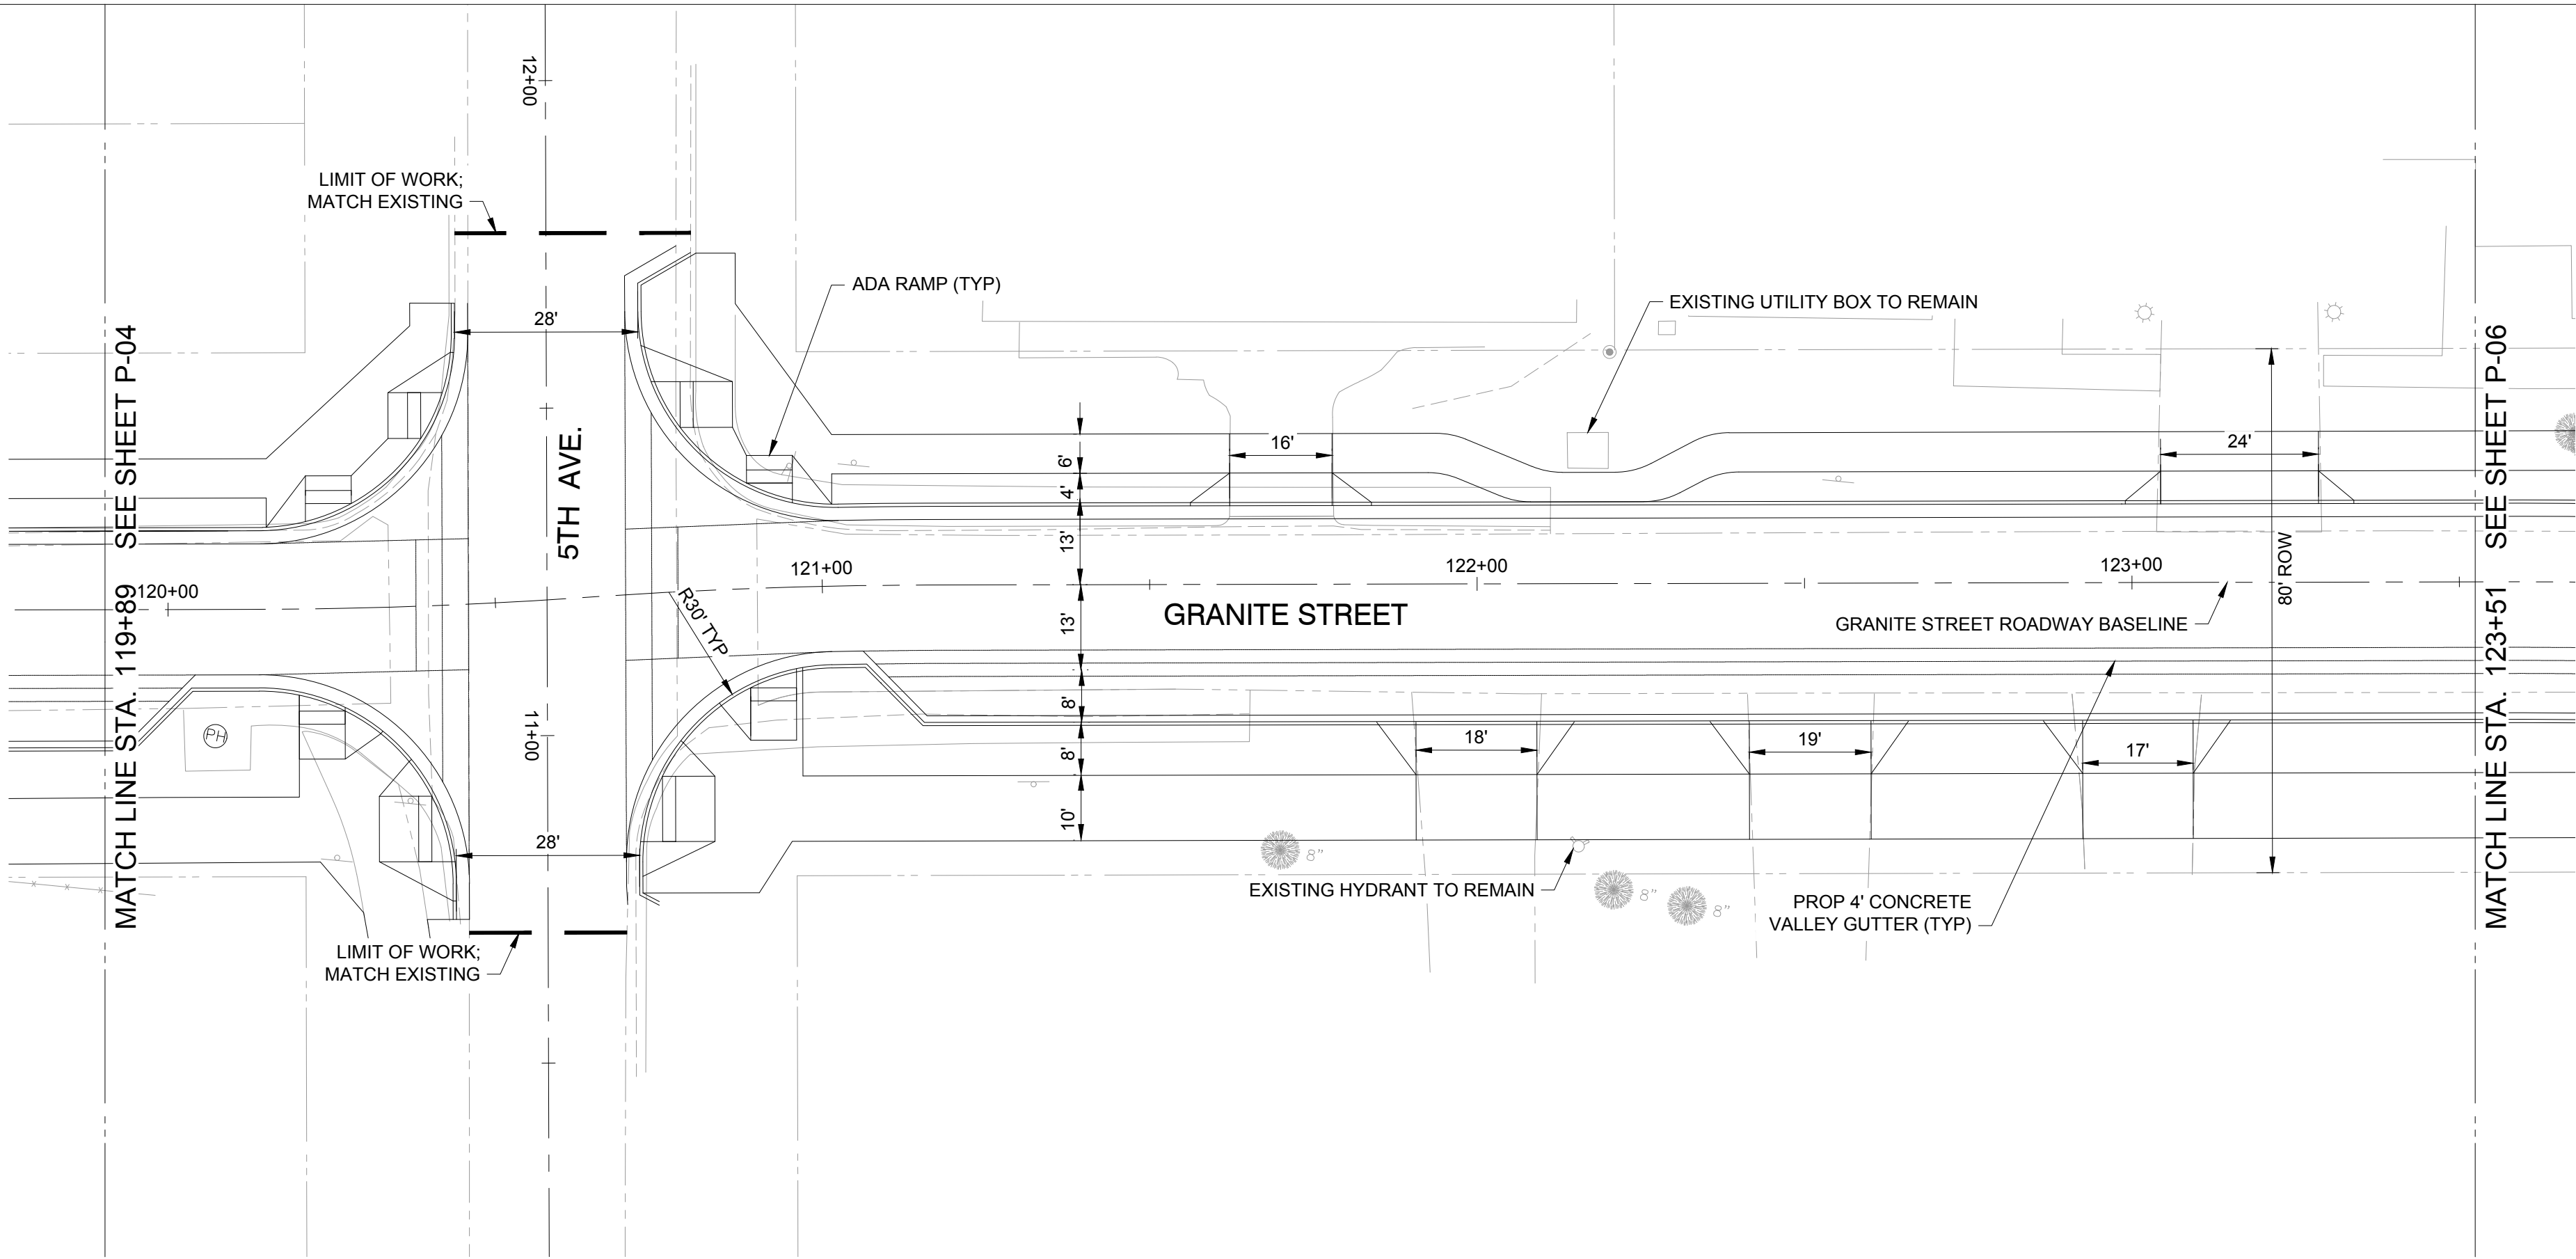 12+00
LIMIT OF WORK;
MATCH EXISTING
ADA RAMP (TYP)
EXISTING UTILITY BOX TO REMAIN
28'
MATCH LINE STA. 119+89 SEE SHEET P-04
5TH AVE.
6'
4'
13'
13'
8'
8'
10'
16'
24'
80' ROW
MATCH LINE STA. 123+51 SEE SHEET P-06
120+00
121+00
122+00
123+00
R30' TYP
GRANITE STREET
GRANITE STREET ROADWAY BASELINE
PH
11+00
18'
19'
17'
28'
8"
8"
8"
EXISTING HYDRANT TO REMAIN
PROP 4' CONCRETE
VALLEY GUTTER (TYP)
LIMIT OF WORK;
MATCH EXISTING